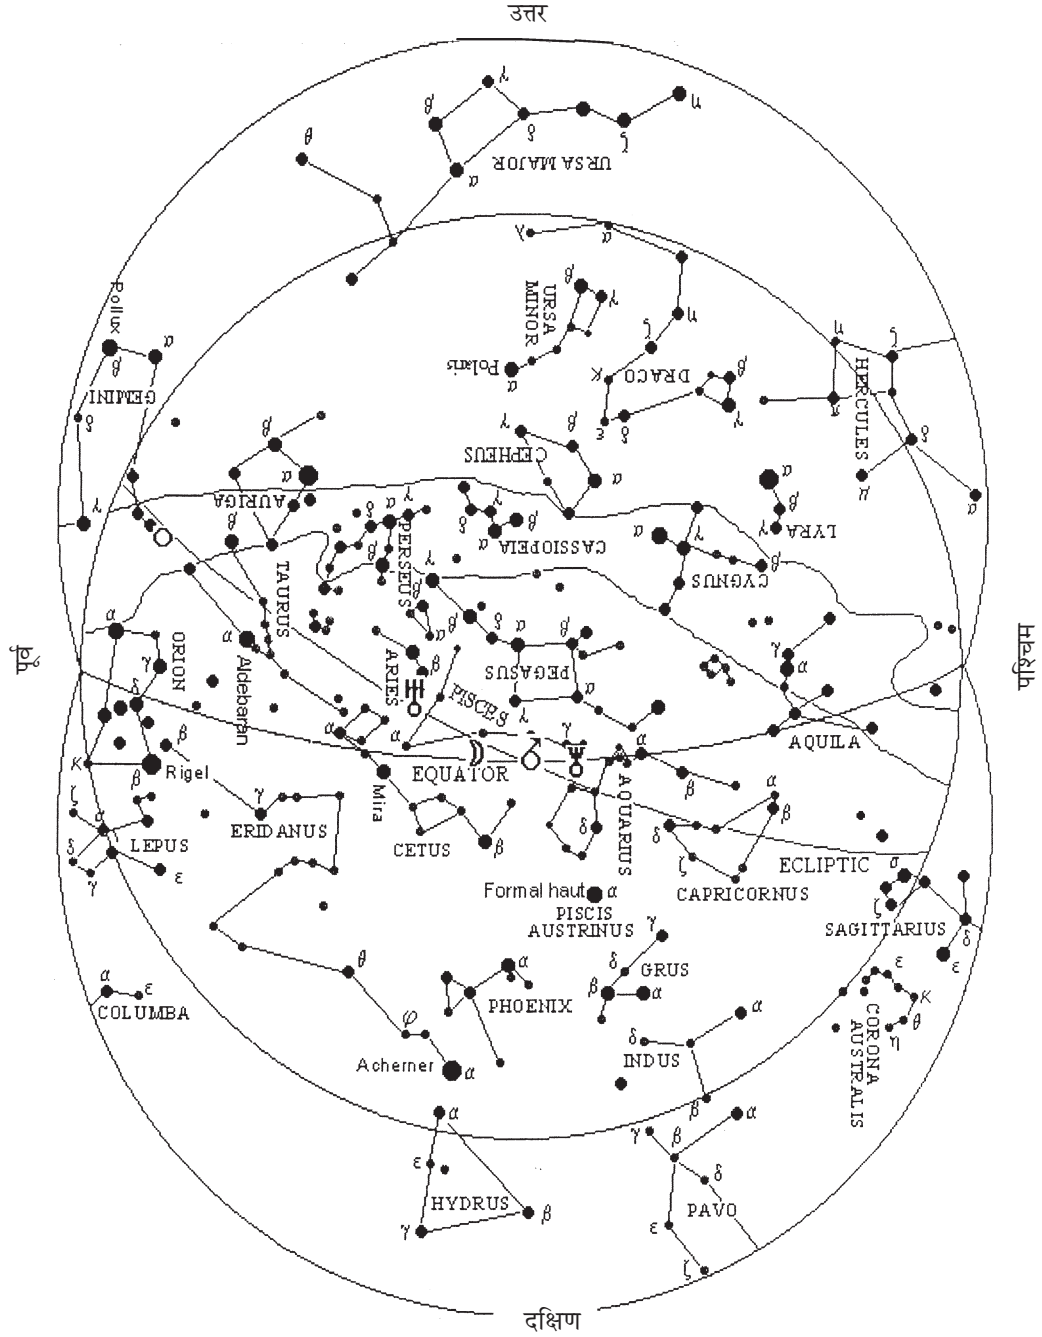 उत्तर
γ
β
η
δ
ζ
URSA MAJOR
θ
α
λ
α
Pollux
β
γ
URSA
MINOR
η
ζ
η
ζ
α
β
GEMINI
Polaris
α
κ
DRACO
β
γ
π
HERCULES
δ
ε
δ
γ
β
CEPHEUS
β
δ
α
α
α
μ
α
γ
AURIGA
β
γ
δ
α
γ
PERSEUS
β
δ
γ
β
α
CASSIOPEIA
γ
β
γ
LYRA
β
CYGNUS
TAURUS
γ
β
α
β
α
α
ORION
α
Aldebaran
γ
पूर्व
पश्चिम
β
γ
α
ARIES
β
PEGASUS
α
PISCES
γ
δ
α
α
γ
α
AQUILA
κ
β
Rigel
β
EQUATOR
Mira
AQUARIUS
β
α
β
ζ
α
LEPUS
γ
ERIDANUS
CETUS
β
δ
δ
ζ
CAPRICORNUS
ECLIPTIC
δ
γ
ε
Formal haut
α
PISCIS
AUSTRINUS
σ
ζ
SAGITTARIUS
δ
ε
γ
δ
GRUS
β
α
θ
α
PHOENIX
α
ε
COLUMBA
ε
κ
θ
η
CORONA
AUSTRALIS
φ
α
δ
INDUS
Acherner
α
β
α
α
γ
β
ε
δ
HYDRUS
β
γ
PAVO
ε
ζ
दक्षिण